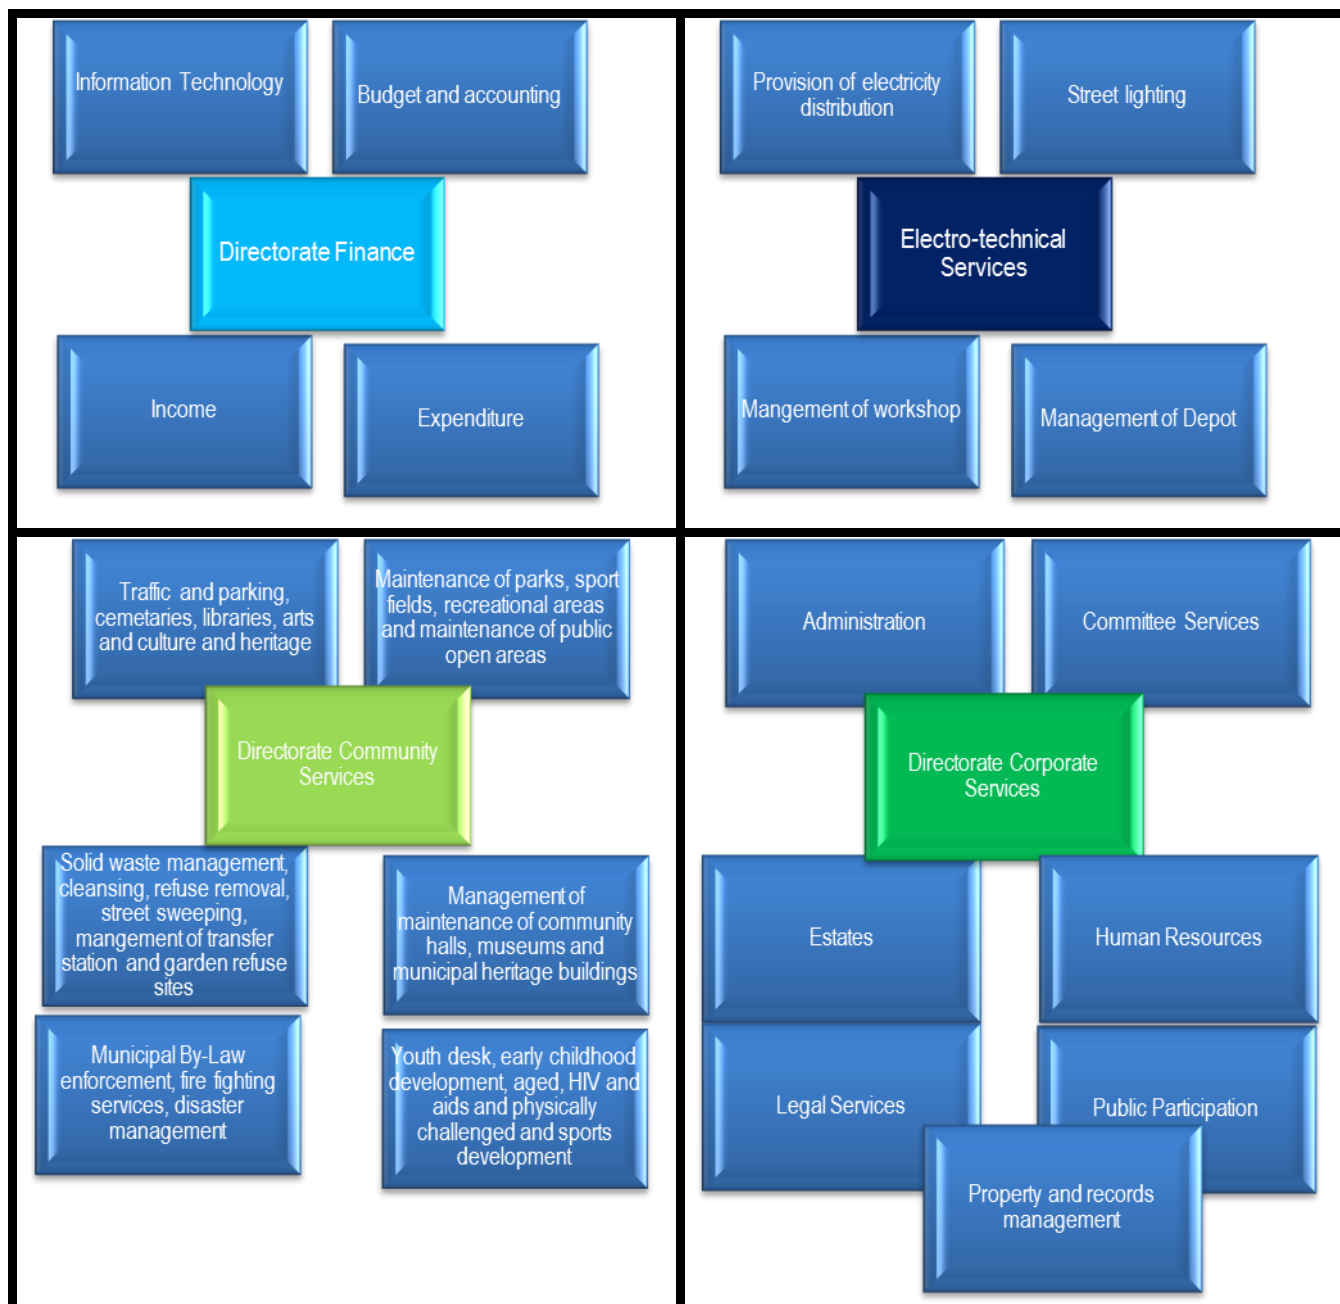 Information Technology
Budget and accounting
Directorate Finance
Income
Expenditure
Provision of electricity
distribution
Street lighting
Electro-technical
Services
Mangement of workshop
Management of Depot
Traffic and parking,
cemetaries, libraries, arts
and culture and heritage
Maintenance of parks, sport
fields, recreational areas
and maintenance of public
open areas
Directorate Community
Services
Solid waste management,
cleansing, refuse removal,
street sweeping,
mangement of transfer
station and garden refuse
sites
Management of
maintenance of community
halls, museums and
municipal heritage buildings
Municipal By-Law
enforcement, fire fighting
services, disaster
management
Youth desk, early childhood
development, aged, HIV and
aids and physically
challenged and sports
development
Administration
Committee Services
Directorate Corporate
Services
Estates
Human Resources
Legal Services
Public Participation
Property and records
management